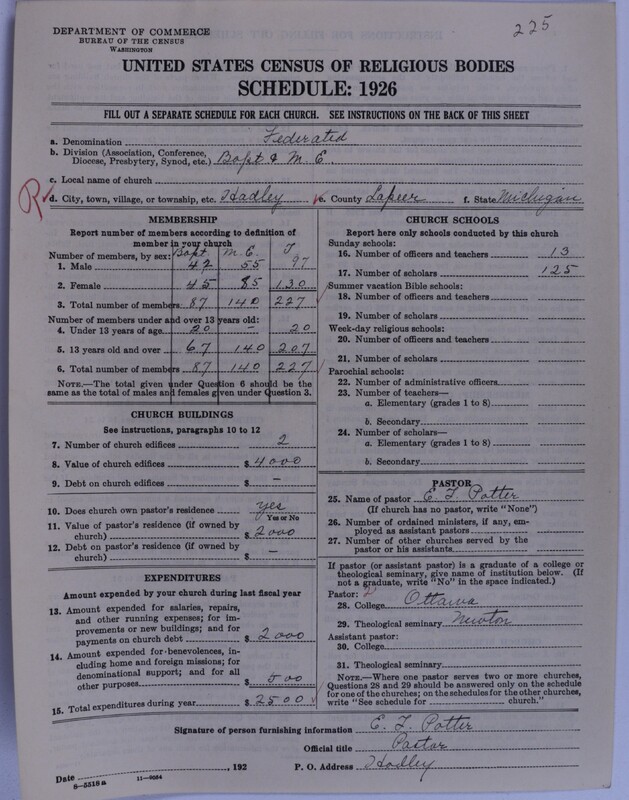 225
DEPARTMENT OF COMMERCE
BUREAU OF THE CENSUS
WASHINGTON
UNITED STATES CENSUS OF RELIGIOUS BODIES
SCHEDULE: 1926
FILL OUT A SEPARATE SCHEDULE FOR EACH CHURCH. SEE INSTRUCTIONS ON THE BACK OF THIS SHEET
a. Denomination Federated
b. Division (Association, Conference, Diocese, Presbytery, Synod, etc.) Bapt & M. E.
c. Local name of church
d. City, town, village, or township, etc. Hadley e. County Lapeer f. State Michigan
MEMBERSHIP
Report number of members according to definition of
member in your church
Number of members, by sex: Bapt M. E. T
1. Male 42 55 97
2. Female 45 85 130
3. Total number of members 87 140 227
Number of members under and over 13 years old:
4. Under 13 years of age 20 - 20
5. 13 years old and over 67 140 207
6. Total number of members 87 140 227
NOTE.—The total given under Question 6 should be
same as the total of males and females given under Question 3.
CHURCH BUILDINGS
See instructions, paragraphs 10 to 12
7. Number of church edifices 2
8. Value of church edifices $ 4000
9. Debt on church edifices $ -
10. Does church own pastor's residence yes
Yes or No
11. Value of pastor's residence (if owned by
church) $ 2000
12. Debt on pastor's residence (if owned by
church) $ -
EXPENDITURES
Amount expended by your church during last fiscal year
13. Amount expended for salaries, repairs,
and other running expenses; for im-
provements or new buildings; and for
payments on church debt $ 2000
14. Amount expended for benevolences, in-
cluding home and foreign missions; for
denominational support; and for all
other purposes $ 500
15. Total expenditures during year $ 2500
CHURCH SCHOOLS
Report here only schools conducted by this church
Sunday schools:
16. Number of officers and teachers 13
17. Number of scholars 125
Summer vacation Bible schools:
18. Number of officers and teachers
19. Number of scholars
Week-day religious schools:
20. Number of officers and teachers
21. Number of scholars
Parochial schools:
22. Number of administrative officers
23. Number of teachers—
a. Elementary (grades 1 to 8)
b. Secondary
24. Number of scholars—
a. Elementary (grades 1 to 8)
b. Secondary
PASTOR
25. Name of pastor E. T. Potter
(If church has no pastor, write "None")
26. Number of ordained ministers, if any, em-
ployed as assistant pastors
27. Number of other churches served by the
pastor or his assistants
If pastor (or assistant pastor) is a graduate of a college or
theological seminary, give name of institution below. (If
not a graduate, write "No" in the space indicated.)
Pastor: 2
28. College Ottawa
29. Theological seminary Newton
Assistant pastor:
30. College
31. Theological seminary
NOTE.—Where one pastor serves two or more churches,
Questions 28 and 29 should be answered only on the schedule
for one of the churches; on the schedules for the other churches,
write "See schedule for church."
Signature of person furnishing information E. T. Potter
Official title Pastor
Date , 192 P. O. Address Hadley
8-5518 a 11-9064